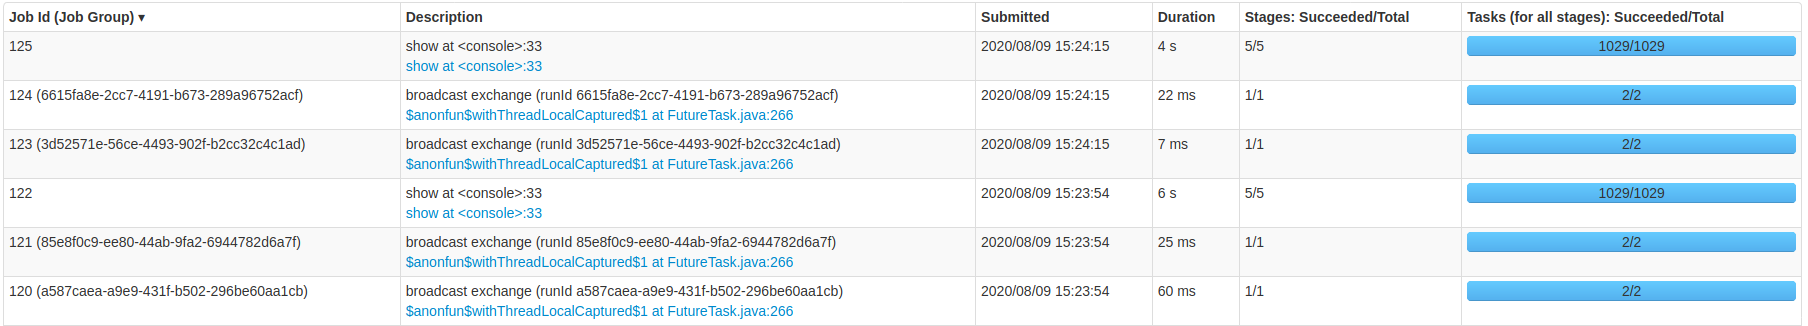 Job Id (Job Group) ▾ Description Submitted Duration Stages: Succeeded/Total Tasks (for all stages): Succeeded/Total
125 show at <console>:33 2020/08/09 15:24:15 4 s 5/5 1029/1029
show at <console>:33
124 (6615fa8e-2cc7-4191-b673-289a96752acf) broadcast exchange (runId 6615fa8e-2cc7-4191-b673-289a96752acf) 2020/08/09 15:24:15 22 ms 1/1 2/2
$anonfun$withThreadLocalCaptured$1 at FutureTask.java:266
123 (3d52571e-56ce-4493-902f-b2cc32c4c1ad) broadcast exchange (runId 3d52571e-56ce-4493-902f-b2cc32c4c1ad) 2020/08/09 15:24:15 7 ms 1/1 2/2
$anonfun$withThreadLocalCaptured$1 at FutureTask.java:266
122 show at <console>:33 2020/08/09 15:23:54 6 s 5/5 1029/1029
show at <console>:33
121 (85e8f0c9-ee80-44ab-9fa2-6944782d6a7f) broadcast exchange (runId 85e8f0c9-ee80-44ab-9fa2-6944782d6a7f) 2020/08/09 15:23:54 25 ms 1/1 2/2
$anonfun$withThreadLocalCaptured$1 at FutureTask.java:266
120 (a587caea-a9e9-431f-b502-296be60aa1cb) broadcast exchange (runId a587caea-a9e9-431f-b502-296be60aa1cb) 2020/08/09 15:23:54 60 ms 1/1 2/2
$anonfun$withThreadLocalCaptured$1 at FutureTask.java:266